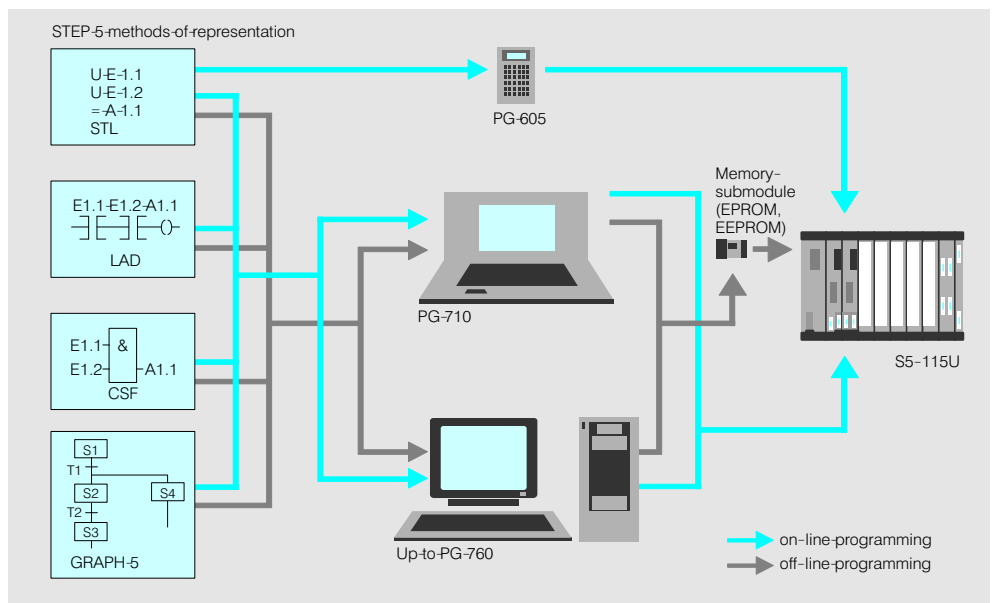 STEP-5-methods-of-representation
U-E-1.1
U-E-1.2
=-A-1.1
STL
PG-605
E1.1-E1.2-A1.1
LAD
Memory-
submodule
(EPROM,
EEPROM)
PG-710
S5-115U
E1.1
&
E1.2
A1.1
CSF
S1
T1
S2
S4
T2
S3
GRAPH-5
Up-to-PG-760
on-line-programming
off-line-programming